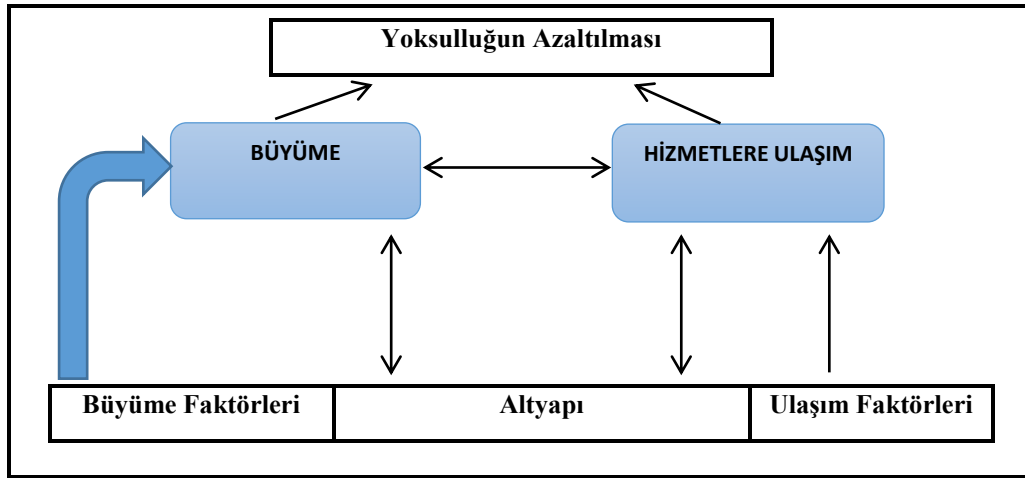 Yoksulluğun Azaltılması
BÜYÜME
HİZMETLERE ULAŞIM
Büyüme Faktörleri
Altyapı
Ulaşım Faktörleri